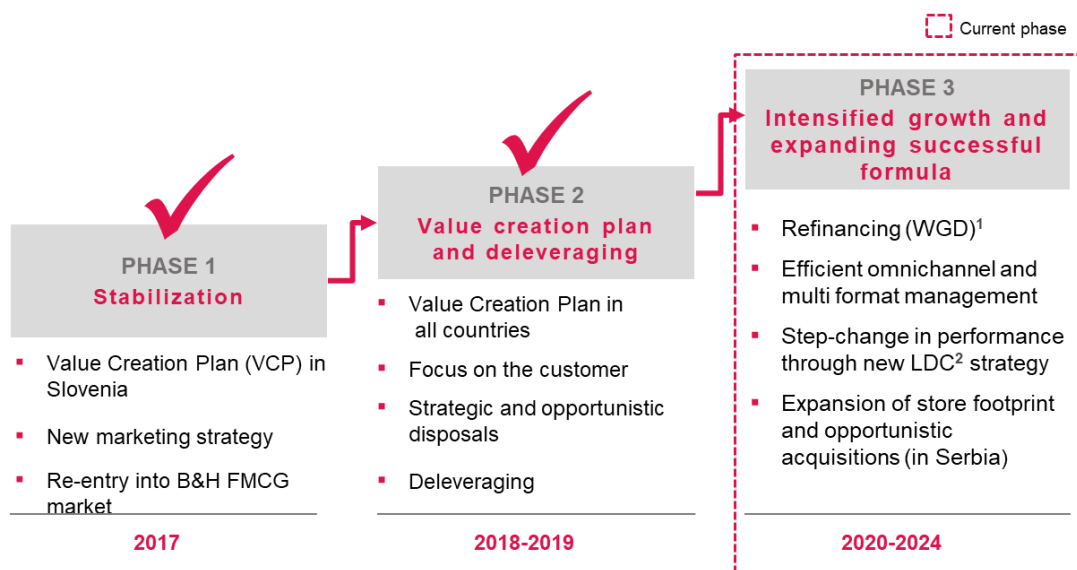 Current phase
PHASE 1
Stabilization
Value Creation Plan (VCP) in
Slovenia
New marketing strategy
Re-entry into B&H FMCG
market
2017
PHASE 2
Value creation plan
and deleveraging
Value Creation Plan in
all countries
Focus on the customer
Strategic and opportunistic
disposals
Deleveraging
2018-2019
PHASE 3
Intensified growth and
expanding successful
formula
Refinancing (WGD)¹
Efficient omnichannel and
multi format management
Step-change in performance
through new LDC² strategy
Expansion of store footprint
and opportunistic
acquisitions (in Serbia)
2020-2024